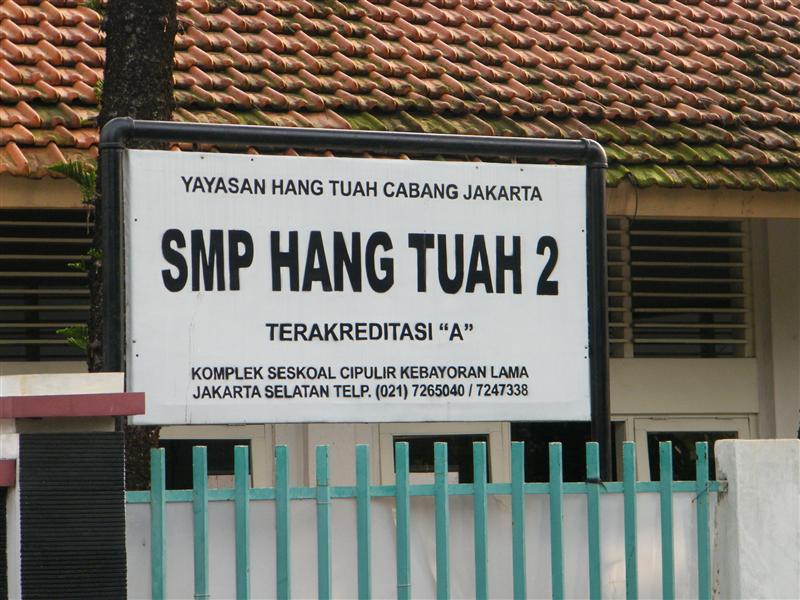 YAYASAN HANG TUAH CABANG JAKARTA
SMP HANG TUAH 2
TERAKREDITASI “A”
KOMPLEK SESKOAL CIPULIR KEBAYORAN LAMA
JAKARTA SELATAN TELP. (021) 7265040 / 7247338